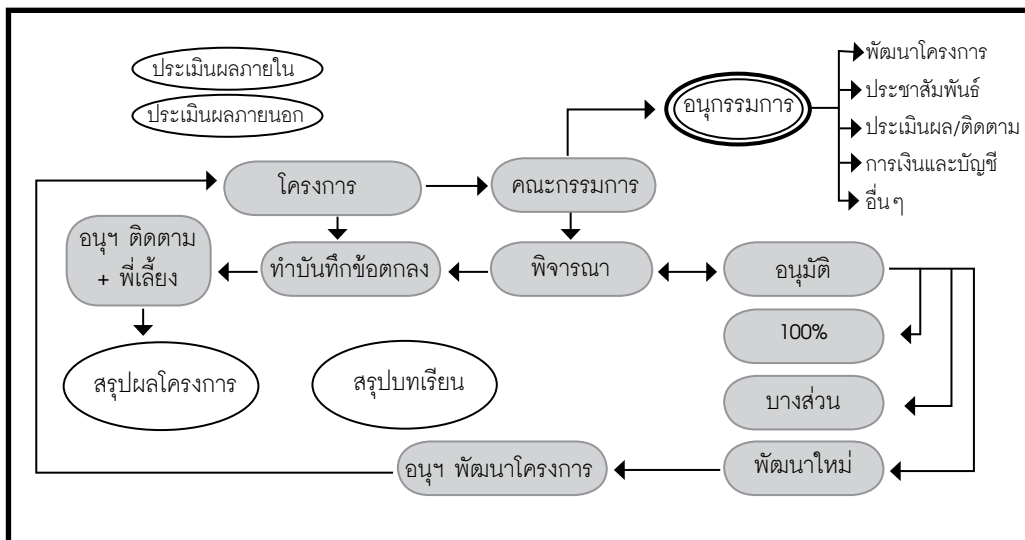 ประเมินผลภายใน
ประเมินผลภายนอก
อนุกรรมการ
พัฒนาโครงการ
ประชาสัมพันธ์
ประเมินผล/ติดตาม
การเงินและบัญชี
อื่นๆ
โครงการ
คณะกรรมการ
อนุฯ ติดตาม
+ พี่เลี้ยง
ทำบันทึกข้อตกลง
พิจารณา
อนุมัติ
100%
สรุปผลโครงการ
สรุปบทเรียน
บางส่วน
อนุฯ พัฒนาโครงการ
พัฒนาใหม่